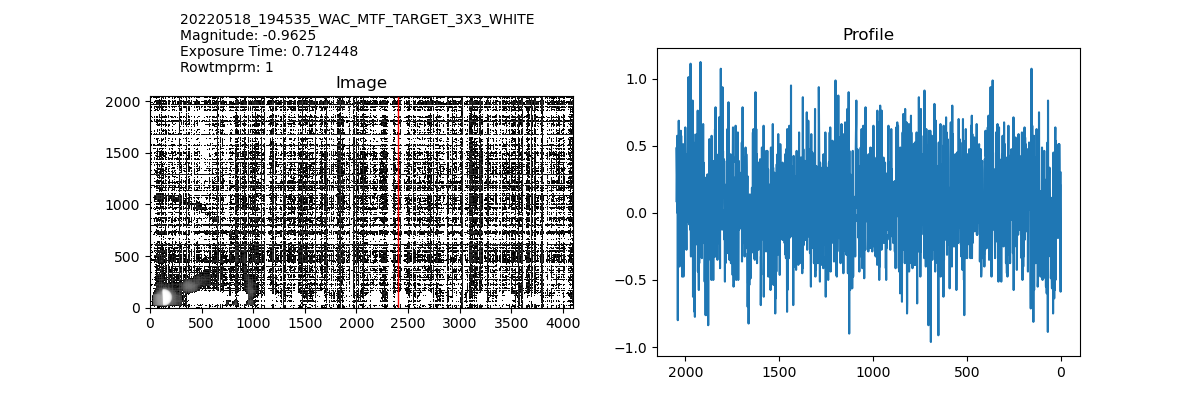 20220518_194535_WAC_MTF_TARGET_3X3_WHITE
Magnitude: -0.9625
Exposure Time: 0.712448
Rowtmprm: 1
Image
2000
1500
1000
500
0
0 500 1000 1500 2000 2500 3000 3500 4000
Profile
1.0
0.5
0.0
−0.5
−1.0
2000 1500 1000 500 0